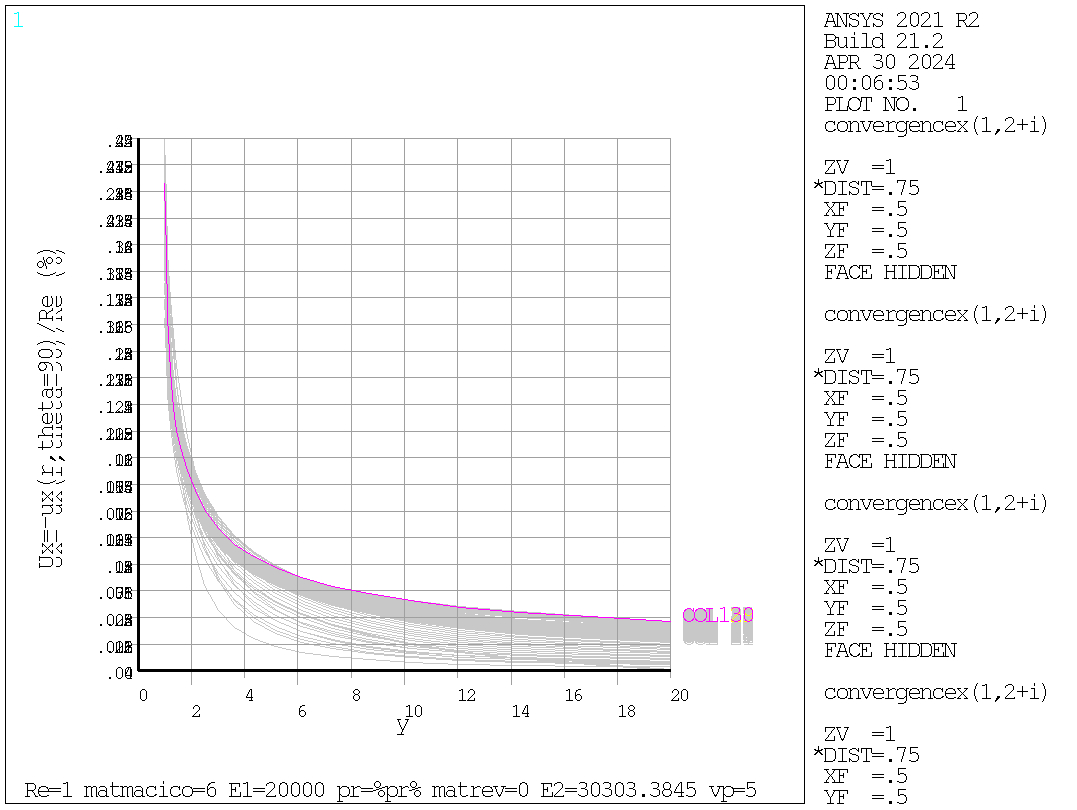 1
ANSYS 2021 R2
Build 21.2
APR 30 2024
00:06:53
PLOT NO. 1
convergencex(1,2+i)
ZV =1
*DIST=.75
XF =.5
YF =.5
ZF =.5
FACE HIDDEN
convergencex(1,2+i)
ZV =1
*DIST=.75
XF =.5
YF =.5
ZF =.5
FACE HIDDEN
convergencex(1,2+i)
ZV =1
*DIST=.75
XF =.5
YF =.5
ZF =.5
FACE HIDDEN
convergencex(1,2+i)
ZV =1
*DIST=.75
XF =.5
YF =.5
Ux=-ux(r,theta=90)/Re (%)
COL130
0 4 8 12 16 20
2 6 10 14 18
y
Re=1 matmacico=6 E1=20000 pr=%pr% matrev=0 E2=30303.3845 vp=5